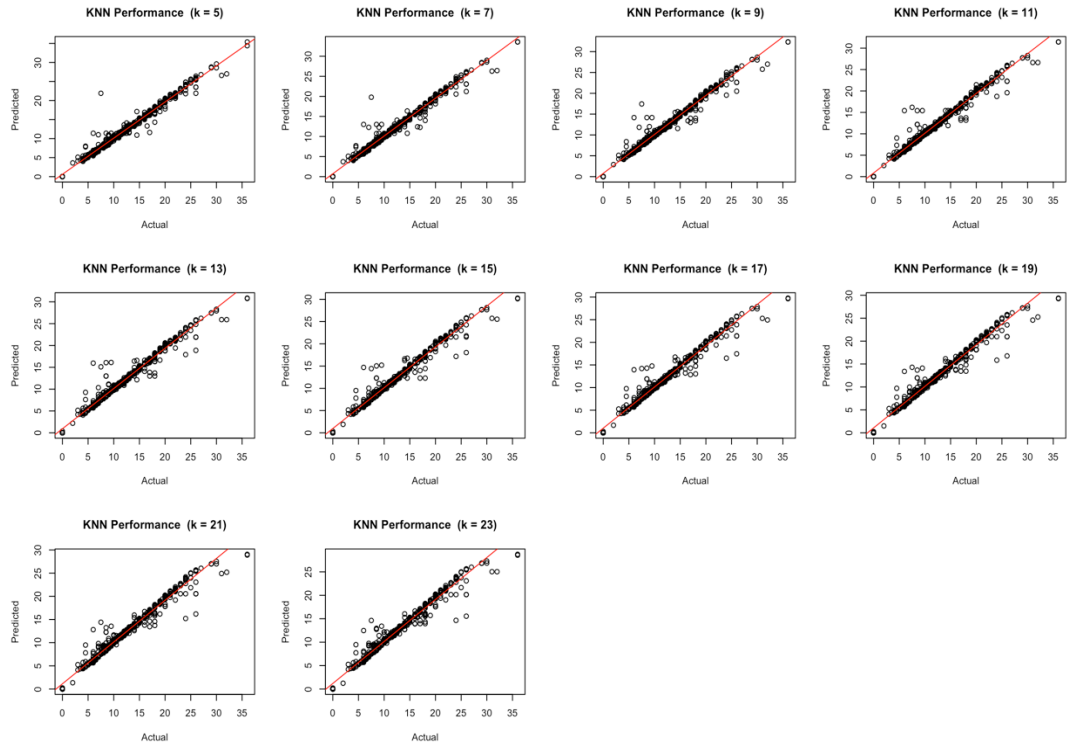 KNN Performance (k = 5)
Predicted
0 5 10 20 30
0 5 10 15 20 25 30 35
Actual
KNN Performance (k = 7)
Predicted
0 5 10 20 30
0 5 10 15 20 25 30 35
Actual
KNN Performance (k = 9)
Predicted
0 5 10 20 30
0 5 10 15 20 25 30 35
Actual
KNN Performance (k = 11)
Predicted
0 5 10 20 30
0 5 10 15 20 25 30 35
Actual
KNN Performance (k = 13)
Predicted
0 5 10 15 20 25 30
0 5 10 15 20 25 30 35
Actual
KNN Performance (k = 15)
Predicted
0 5 10 15 20 25 30
0 5 10 15 20 25 30 35
Actual
KNN Performance (k = 17)
Predicted
0 5 10 15 20 25 30
0 5 10 15 20 25 30 35
Actual
KNN Performance (k = 19)
Predicted
0 5 10 15 20 25 30
0 5 10 15 20 25 30 35
Actual
KNN Performance (k = 21)
Predicted
0 5 10 15 20 25 30
0 5 10 15 20 25 30 35
Actual
KNN Performance (k = 23)
Predicted
0 5 10 15 20 25 30
0 5 10 15 20 25 30 35
Actual